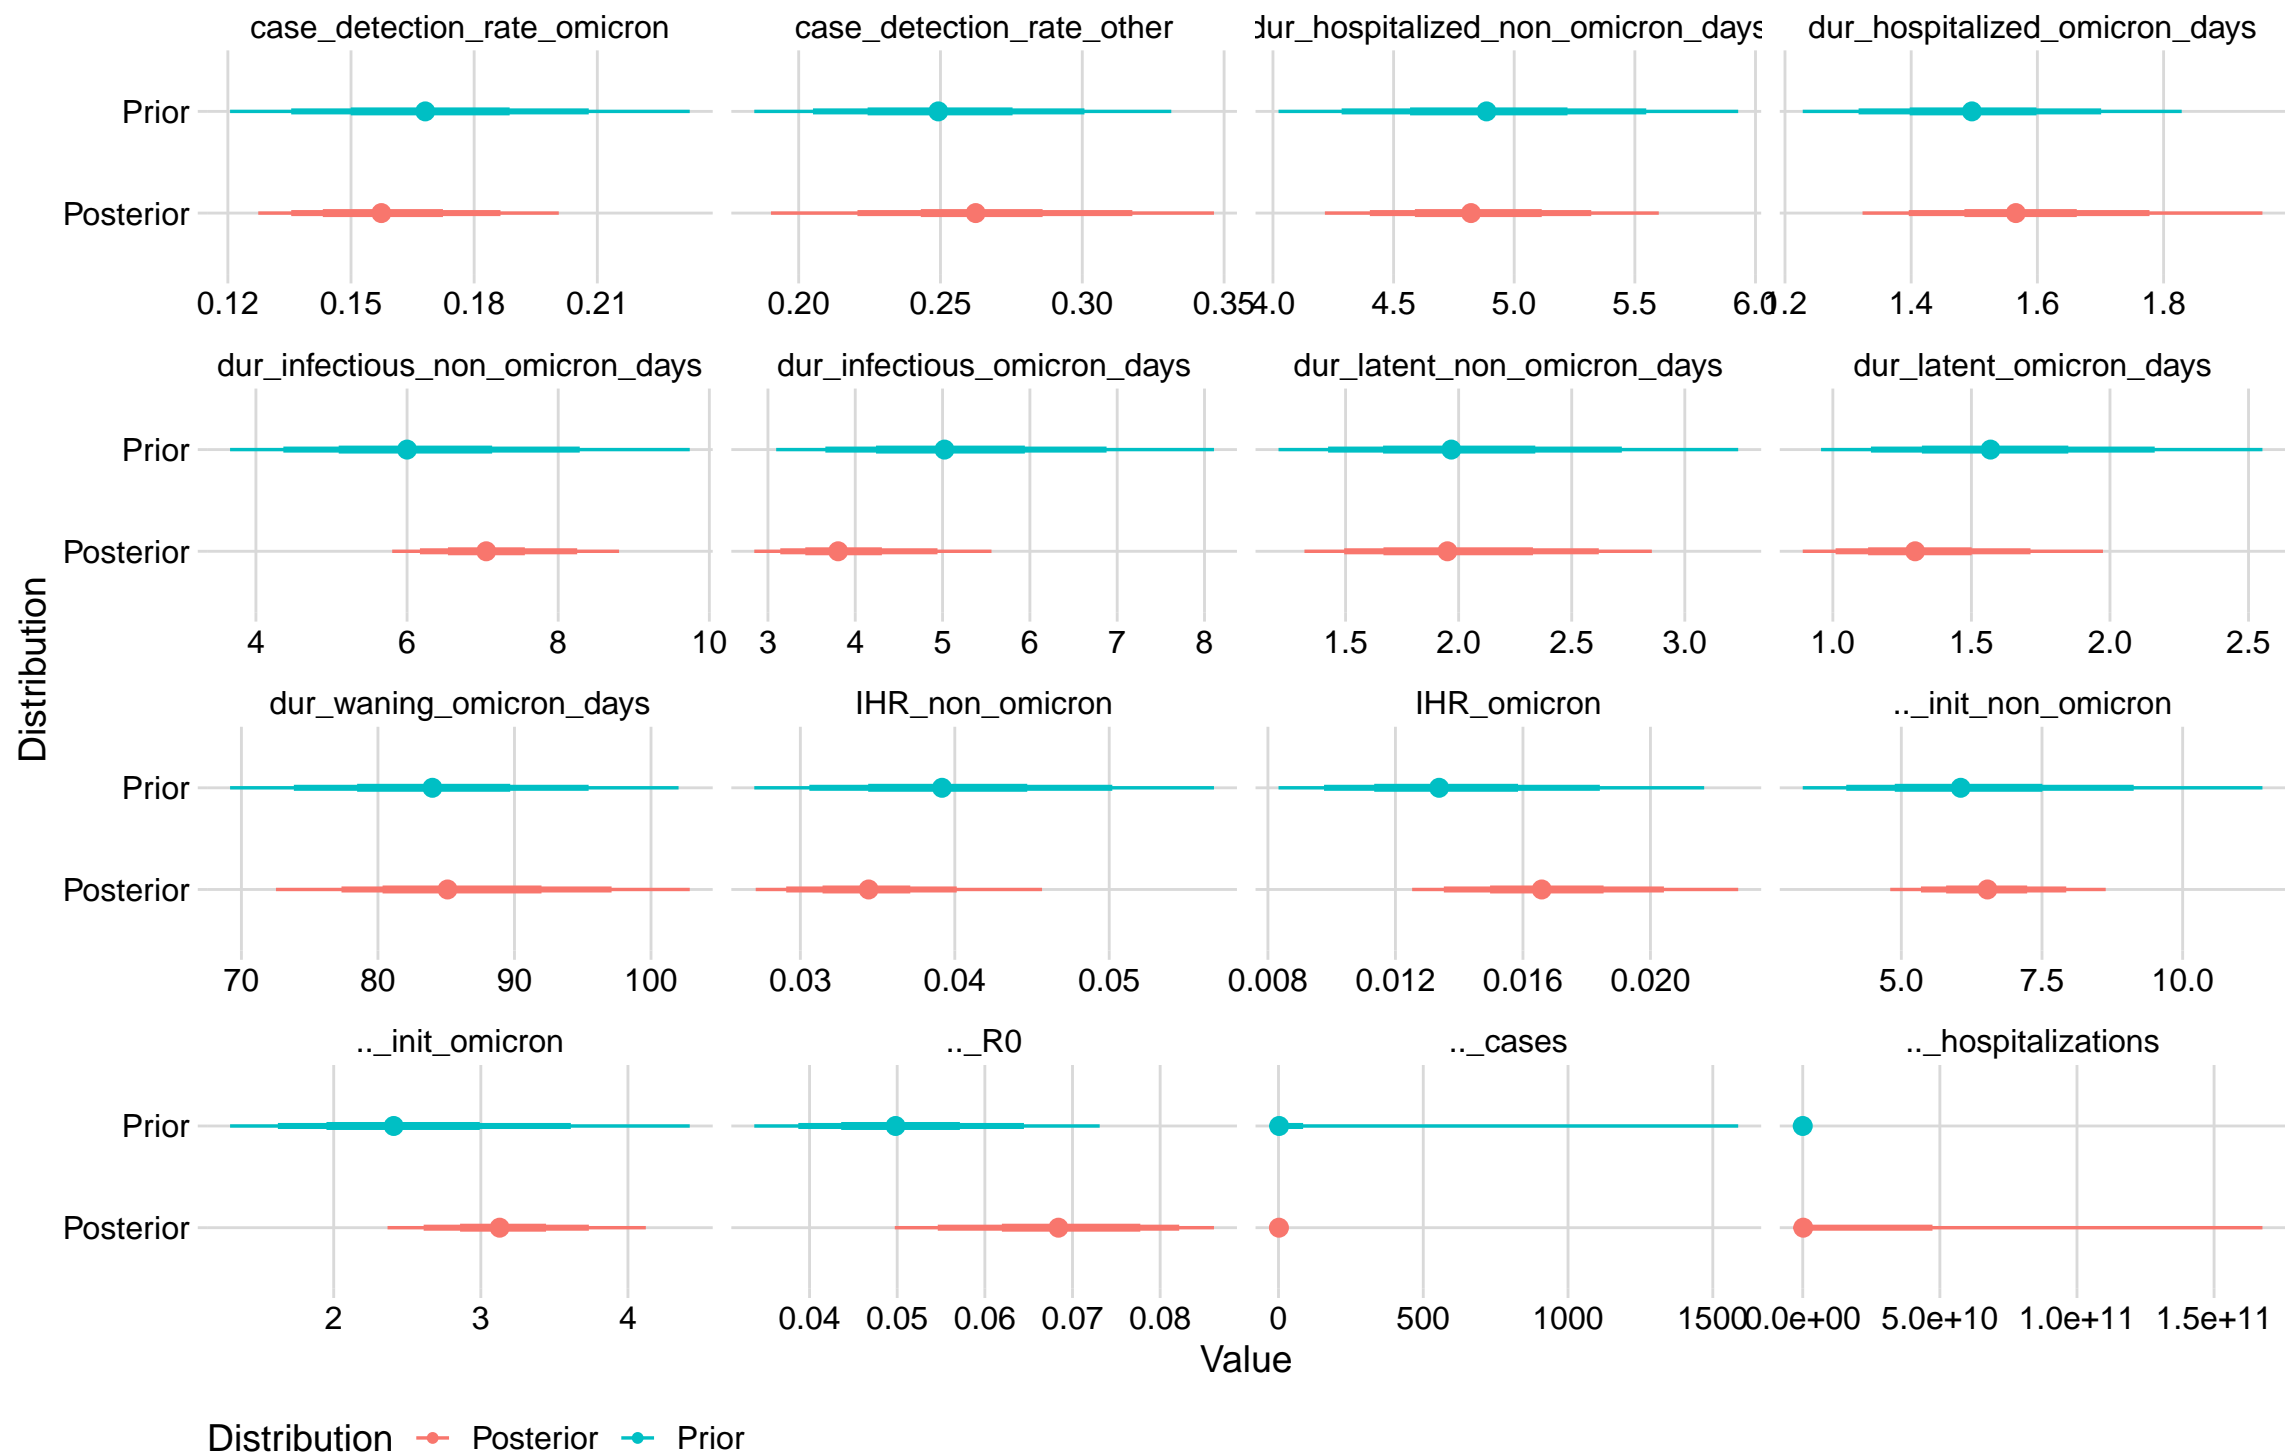 case_detection_rate_omicron case_detection_rate_other dur_hospitalized_non_omicron_days dur_hospitalized_omicron_days
Prior
Posterior
0.12 0.15 0.18 0.21 0.20 0.25 0.30 0.35 4.0 4.5 5.0 5.5 6.0 1.2 1.4 1.6 1.8
dur_infectious_non_omicron_days dur_infectious_omicron_days dur_latent_non_omicron_days dur_latent_omicron_days
Prior
Posterior
4 6 8 10 3 4 5 6 7 8 1.5 2.0 2.5 3.0 1.0 1.5 2.0 2.5
Distribution
dur_waning_omicron_days IHR_non_omicron IHR_omicron .._init_non_omicron
Prior
Posterior
70 80 90 100 0.03 0.04 0.05 0.008 0.012 0.016 0.020 5.0 7.5 10.0
.._init_omicron .._R0 .._cases .._hospitalizations
Prior
Posterior
2 3 4 0.04 0.05 0.06 0.07 0.08 0 500 1000 1500 0.0e+00 5.0e+10 1.0e+11 1.5e+11
Value
Distribution Posterior Prior